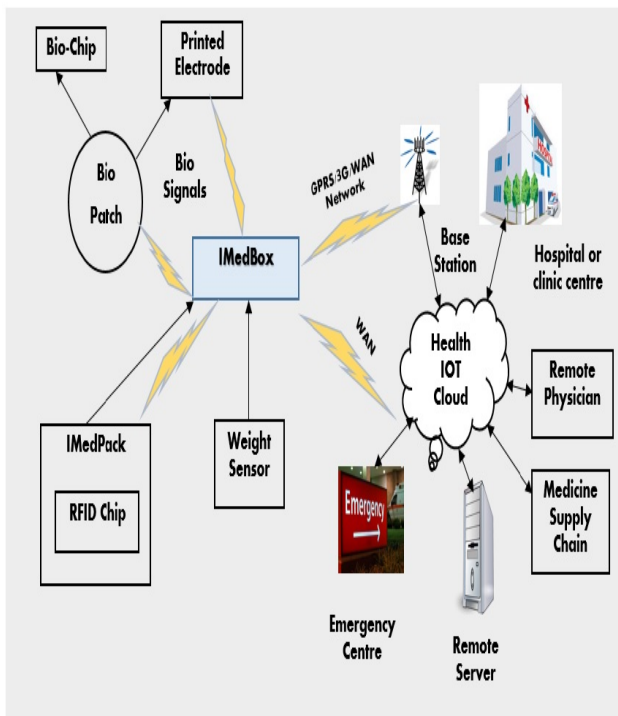 Bio-Chip
Printed
Electrode
Bio
Patch
Bio
Signals
GPRS/3G/WAN
Network
HOSPITAL
IMedBox
Base
Station
Hospital or
clinic centre
WAN
Health
IOT
Cloud
Remote
Physician
IMedPack
RFID Chip
Weight
Sensor
Emergency
Medicine
Supply
Chain
Emergency
Centre
Remote
Server